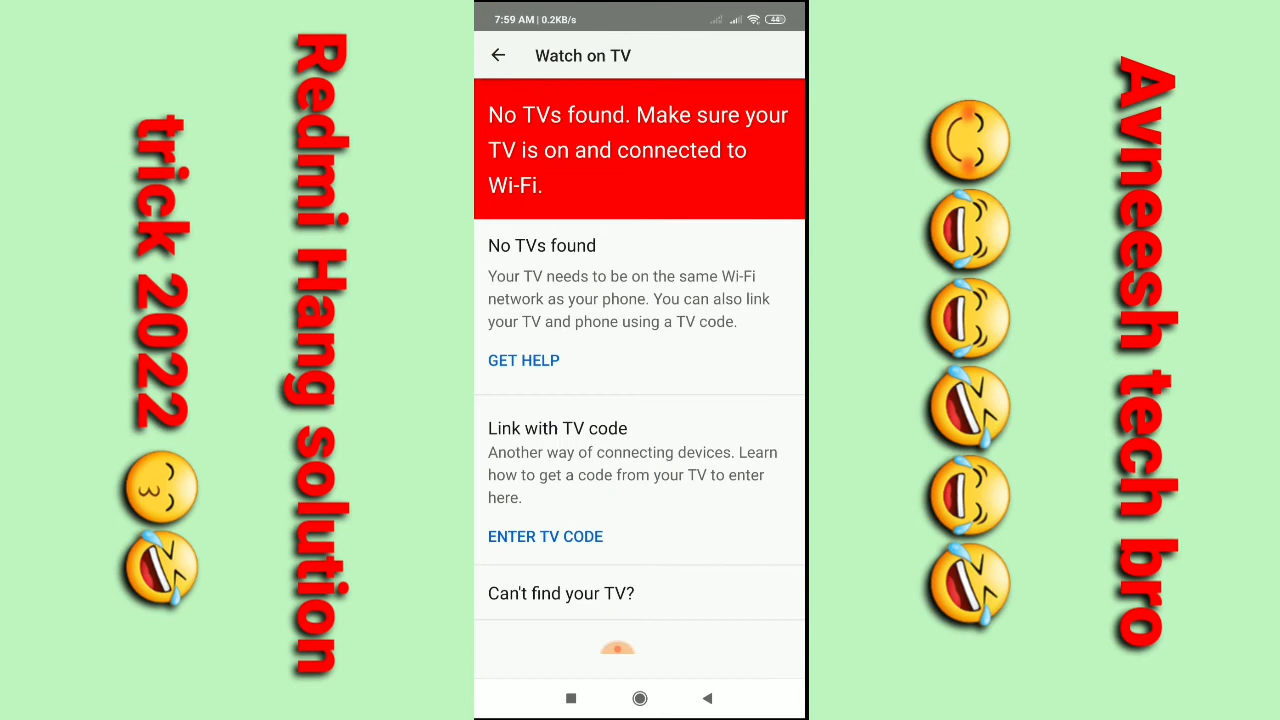 Redmi Hang solution
trick 2022
7:59 AM | 0.2KB/s
44
Watch on TV
No TVs found. Make sure your
TV is on and connected to
Wi-Fi.
No TVs found
Your TV needs to be on the same Wi-Fi
network as your phone. You can also link
your TV and phone using a TV code.
GET HELP
Link with TV code
Another way of connecting devices. Learn
how to get a code from your TV to enter
here.
ENTER TV CODE
Can't find your TV?
Avneesh tech bro